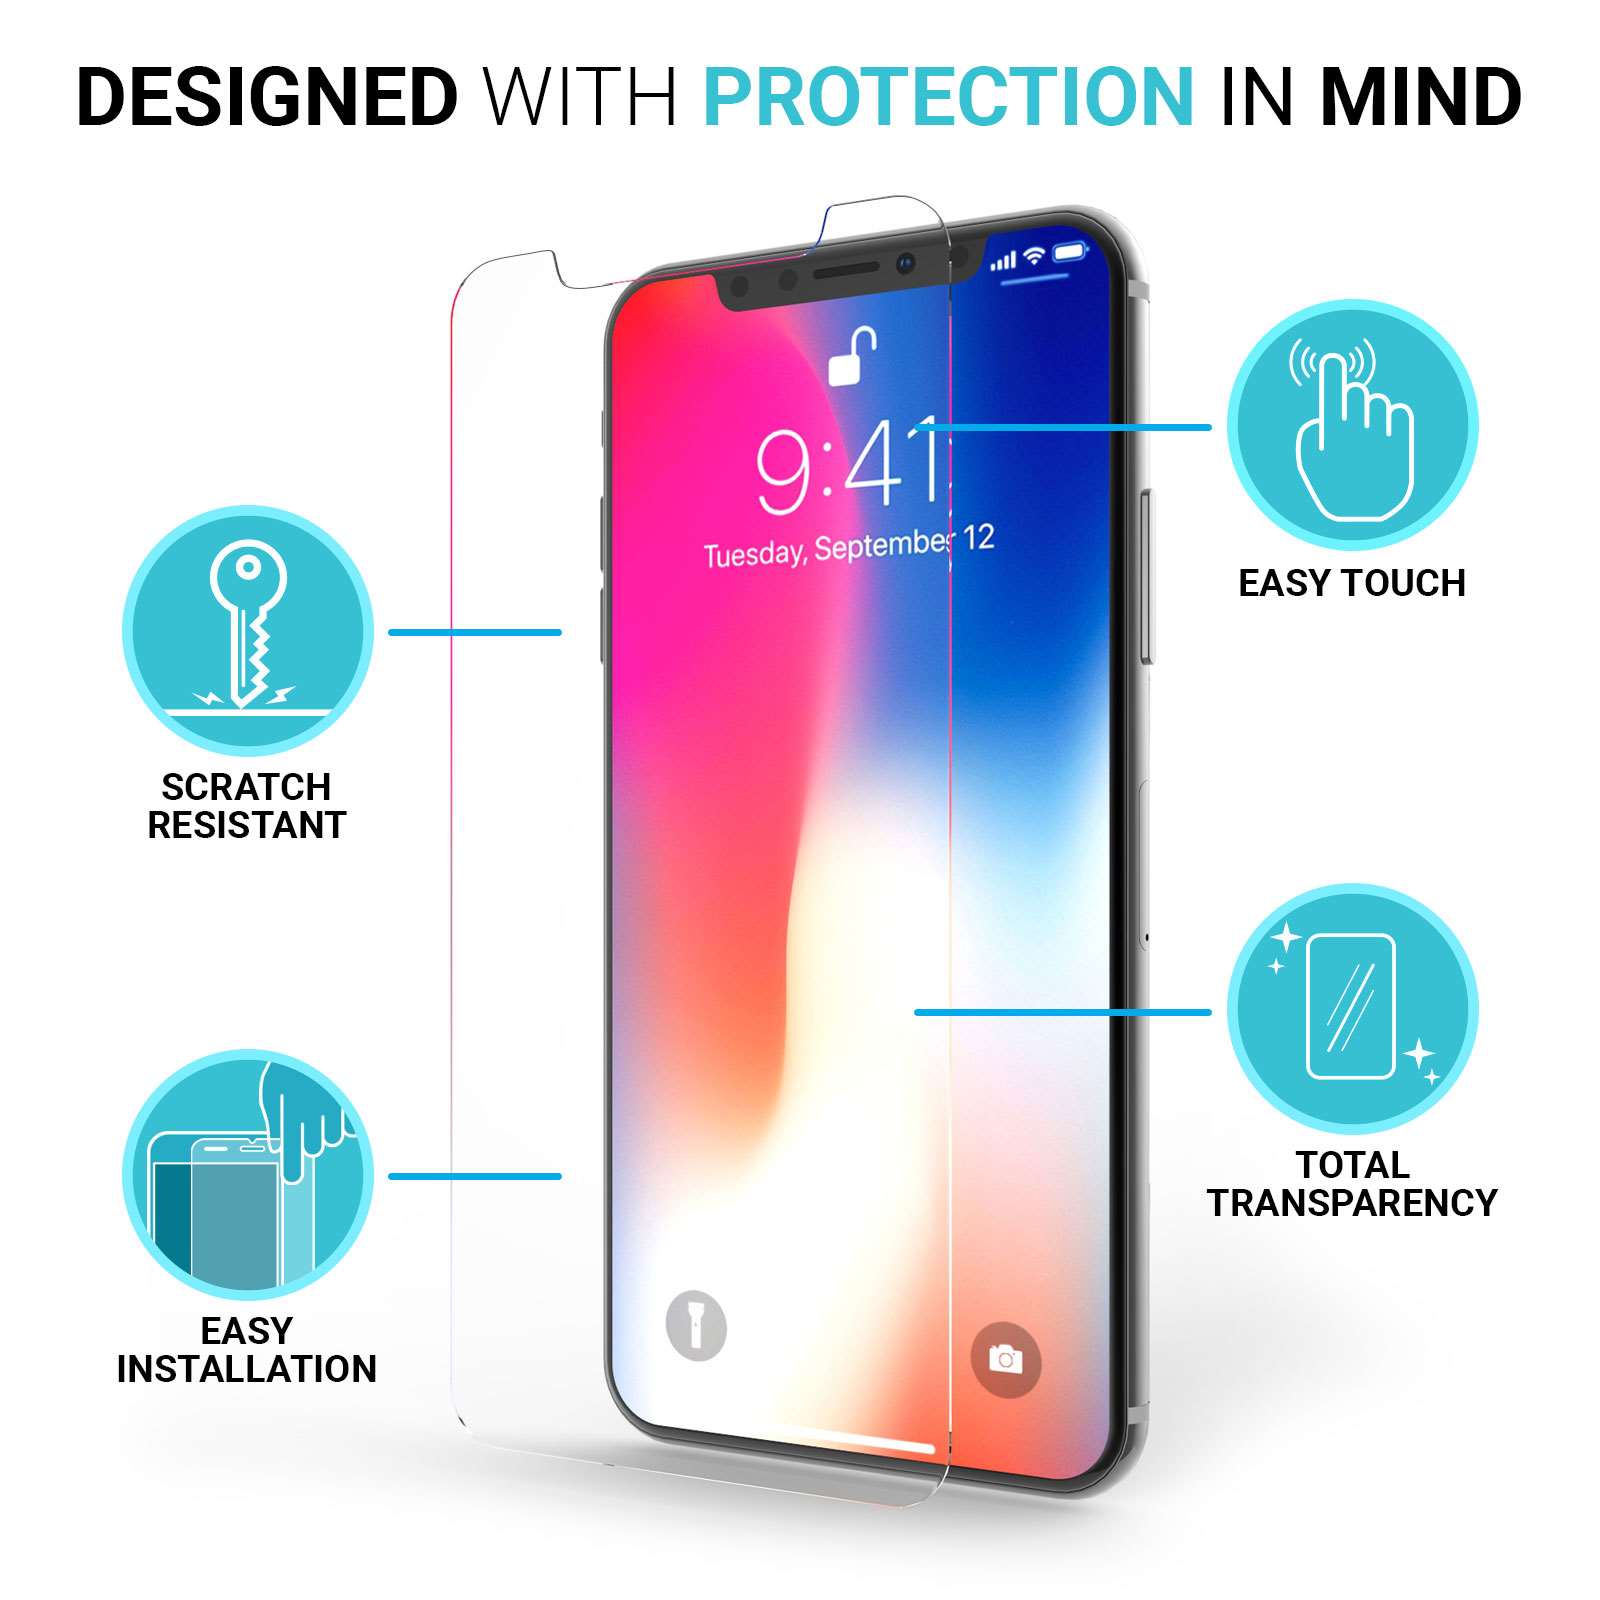 DESIGNED WITH PROTECTION IN MIND
9:41
Tuesday, September 12
EASY TOUCH
SCRATCH
RESISTANT
TOTAL
TRANSPARENCY
EASY
INSTALLATION